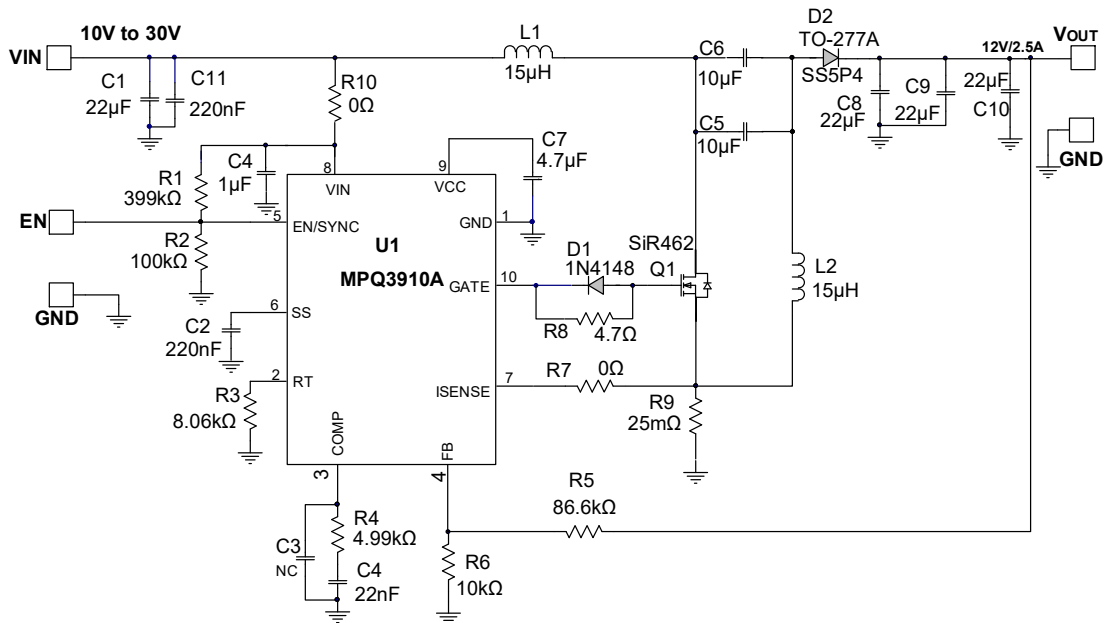 10V to 30V
VIN
C1
22µF
C11
220nF
L1
15µH
C6
10µF
D2
TO-277A
SS5P4
12V/2.5A
VOUT
C8
22µF
C9
22µF
22µF
C10
GND
R10
0Ω
C5
10µF
C7
4.7µF
C4
1µF
8
VIN
9
VCC
R1
399kΩ
GND
1
EN
5
EN/SYNC
U1
MPQ3910A
R2
100kΩ
D1
1N4148
SiR462
Q1
L2
15µH
GATE
10
R8
4.7Ω
GND
6
SS
C2
220nF
2
RT
R3
8.06kΩ
ISENSE
7
R7
0Ω
R9
25mΩ
COMP
3
FB
4
R5
86.6kΩ
R4
4.99kΩ
C3
NC
C4
22nF
R6
10kΩ